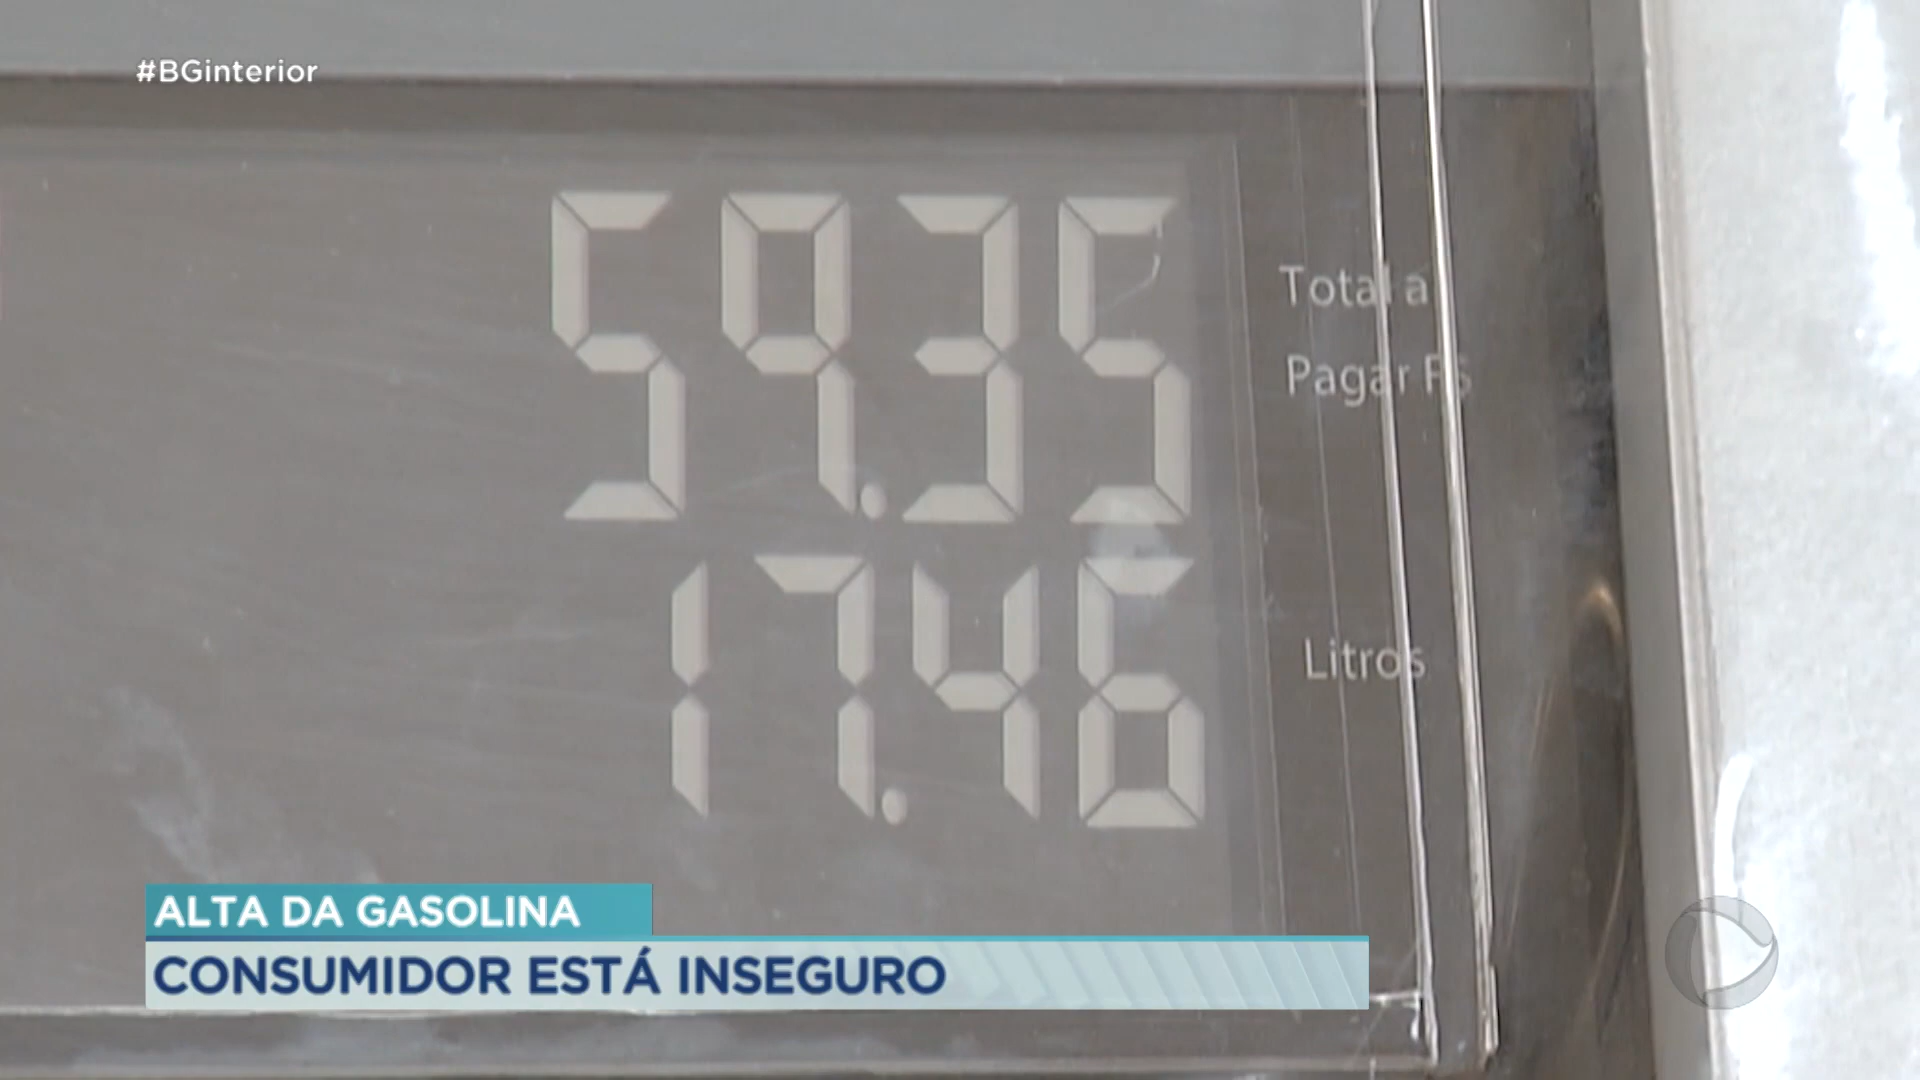 #BGinterior
59.35
Total a
Pagar R$
17.46
Litros
ALTA DA GASOLINA
CONSUMIDOR ESTÁ INSEGURO